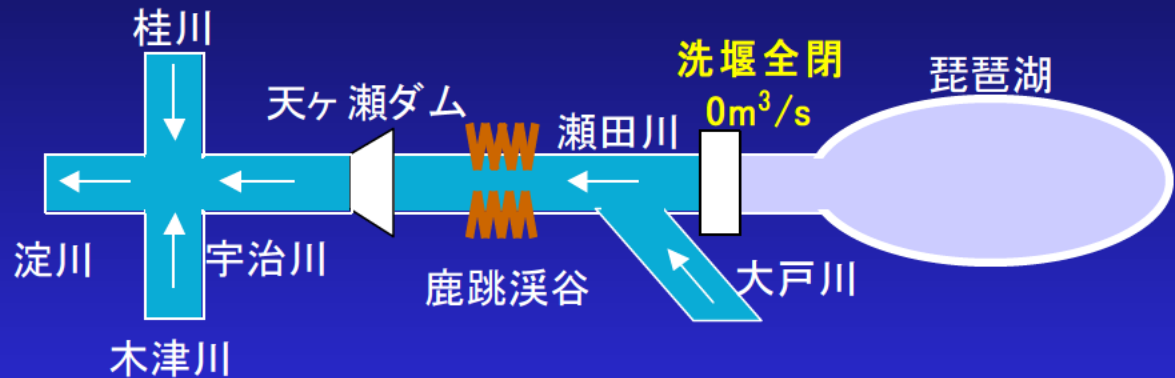 桂川
天ヶ瀬ダム
瀬田川
洗堰全閉
0m³/s
琵琶湖
淀川
宇治川
鹿跳渓谷
大戸川
木津川